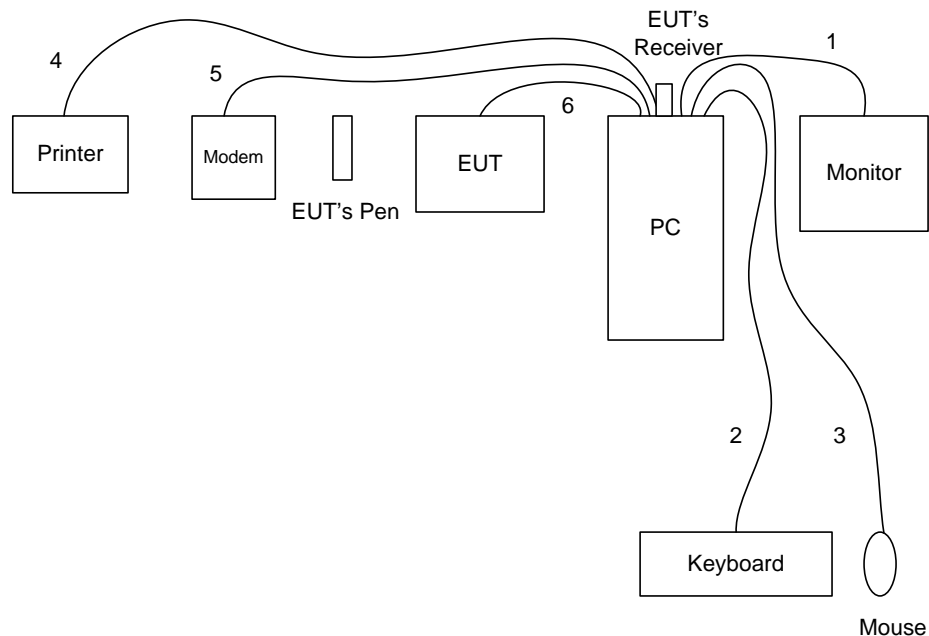 EUT's
Receiver
1
4
5
6
Printer
Modem
EUT's Pen
EUT
PC
Monitor
2
3
Keyboard
Mouse